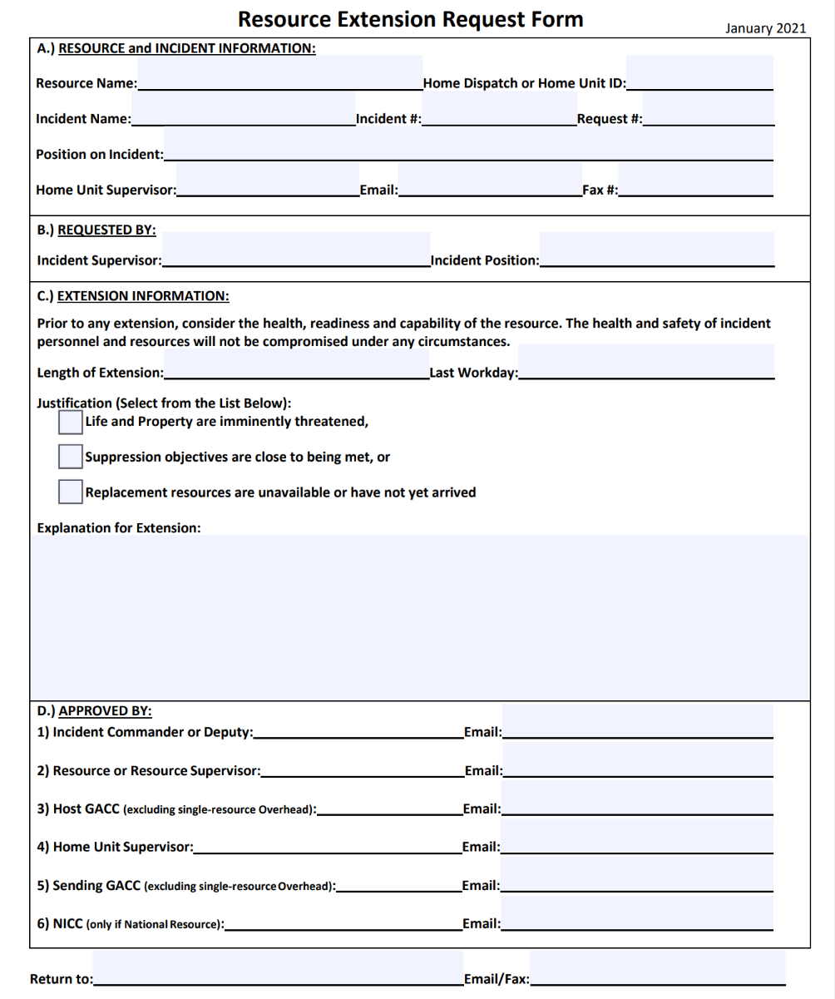 Resource Extension Request Form
January 2021
A.) RESOURCE and INCIDENT INFORMATION:
Resource Name: Home Dispatch or Home Unit ID:
Incident Name: Incident #: Request #:
Position on Incident:
Home Unit Supervisor: Email: Fax #:
B.) REQUESTED BY:
Incident Supervisor: Incident Position:
C.) EXTENSION INFORMATION:
Prior to any extension, consider the health, readiness and capability of the resource. The health and safety of incident
personnel and resources will not be compromised under any circumstances.
Length of Extension: Last Workday:
Justification (Select from the List Below):
Life and Property are imminently threatened,
Suppression objectives are close to being met, or
Replacement resources are unavailable or have not yet arrived
Explanation for Extension:
D.) APPROVED BY:
1) Incident Commander or Deputy: Email:
2) Resource or Resource Supervisor: Email:
3) Host GACC (excluding single-resource Overhead): Email:
4) Home Unit Supervisor: Email:
5) Sending GACC (excluding single-resource Overhead): Email:
6) NICC (only if National Resource): Email:
Return to: Email/Fax: